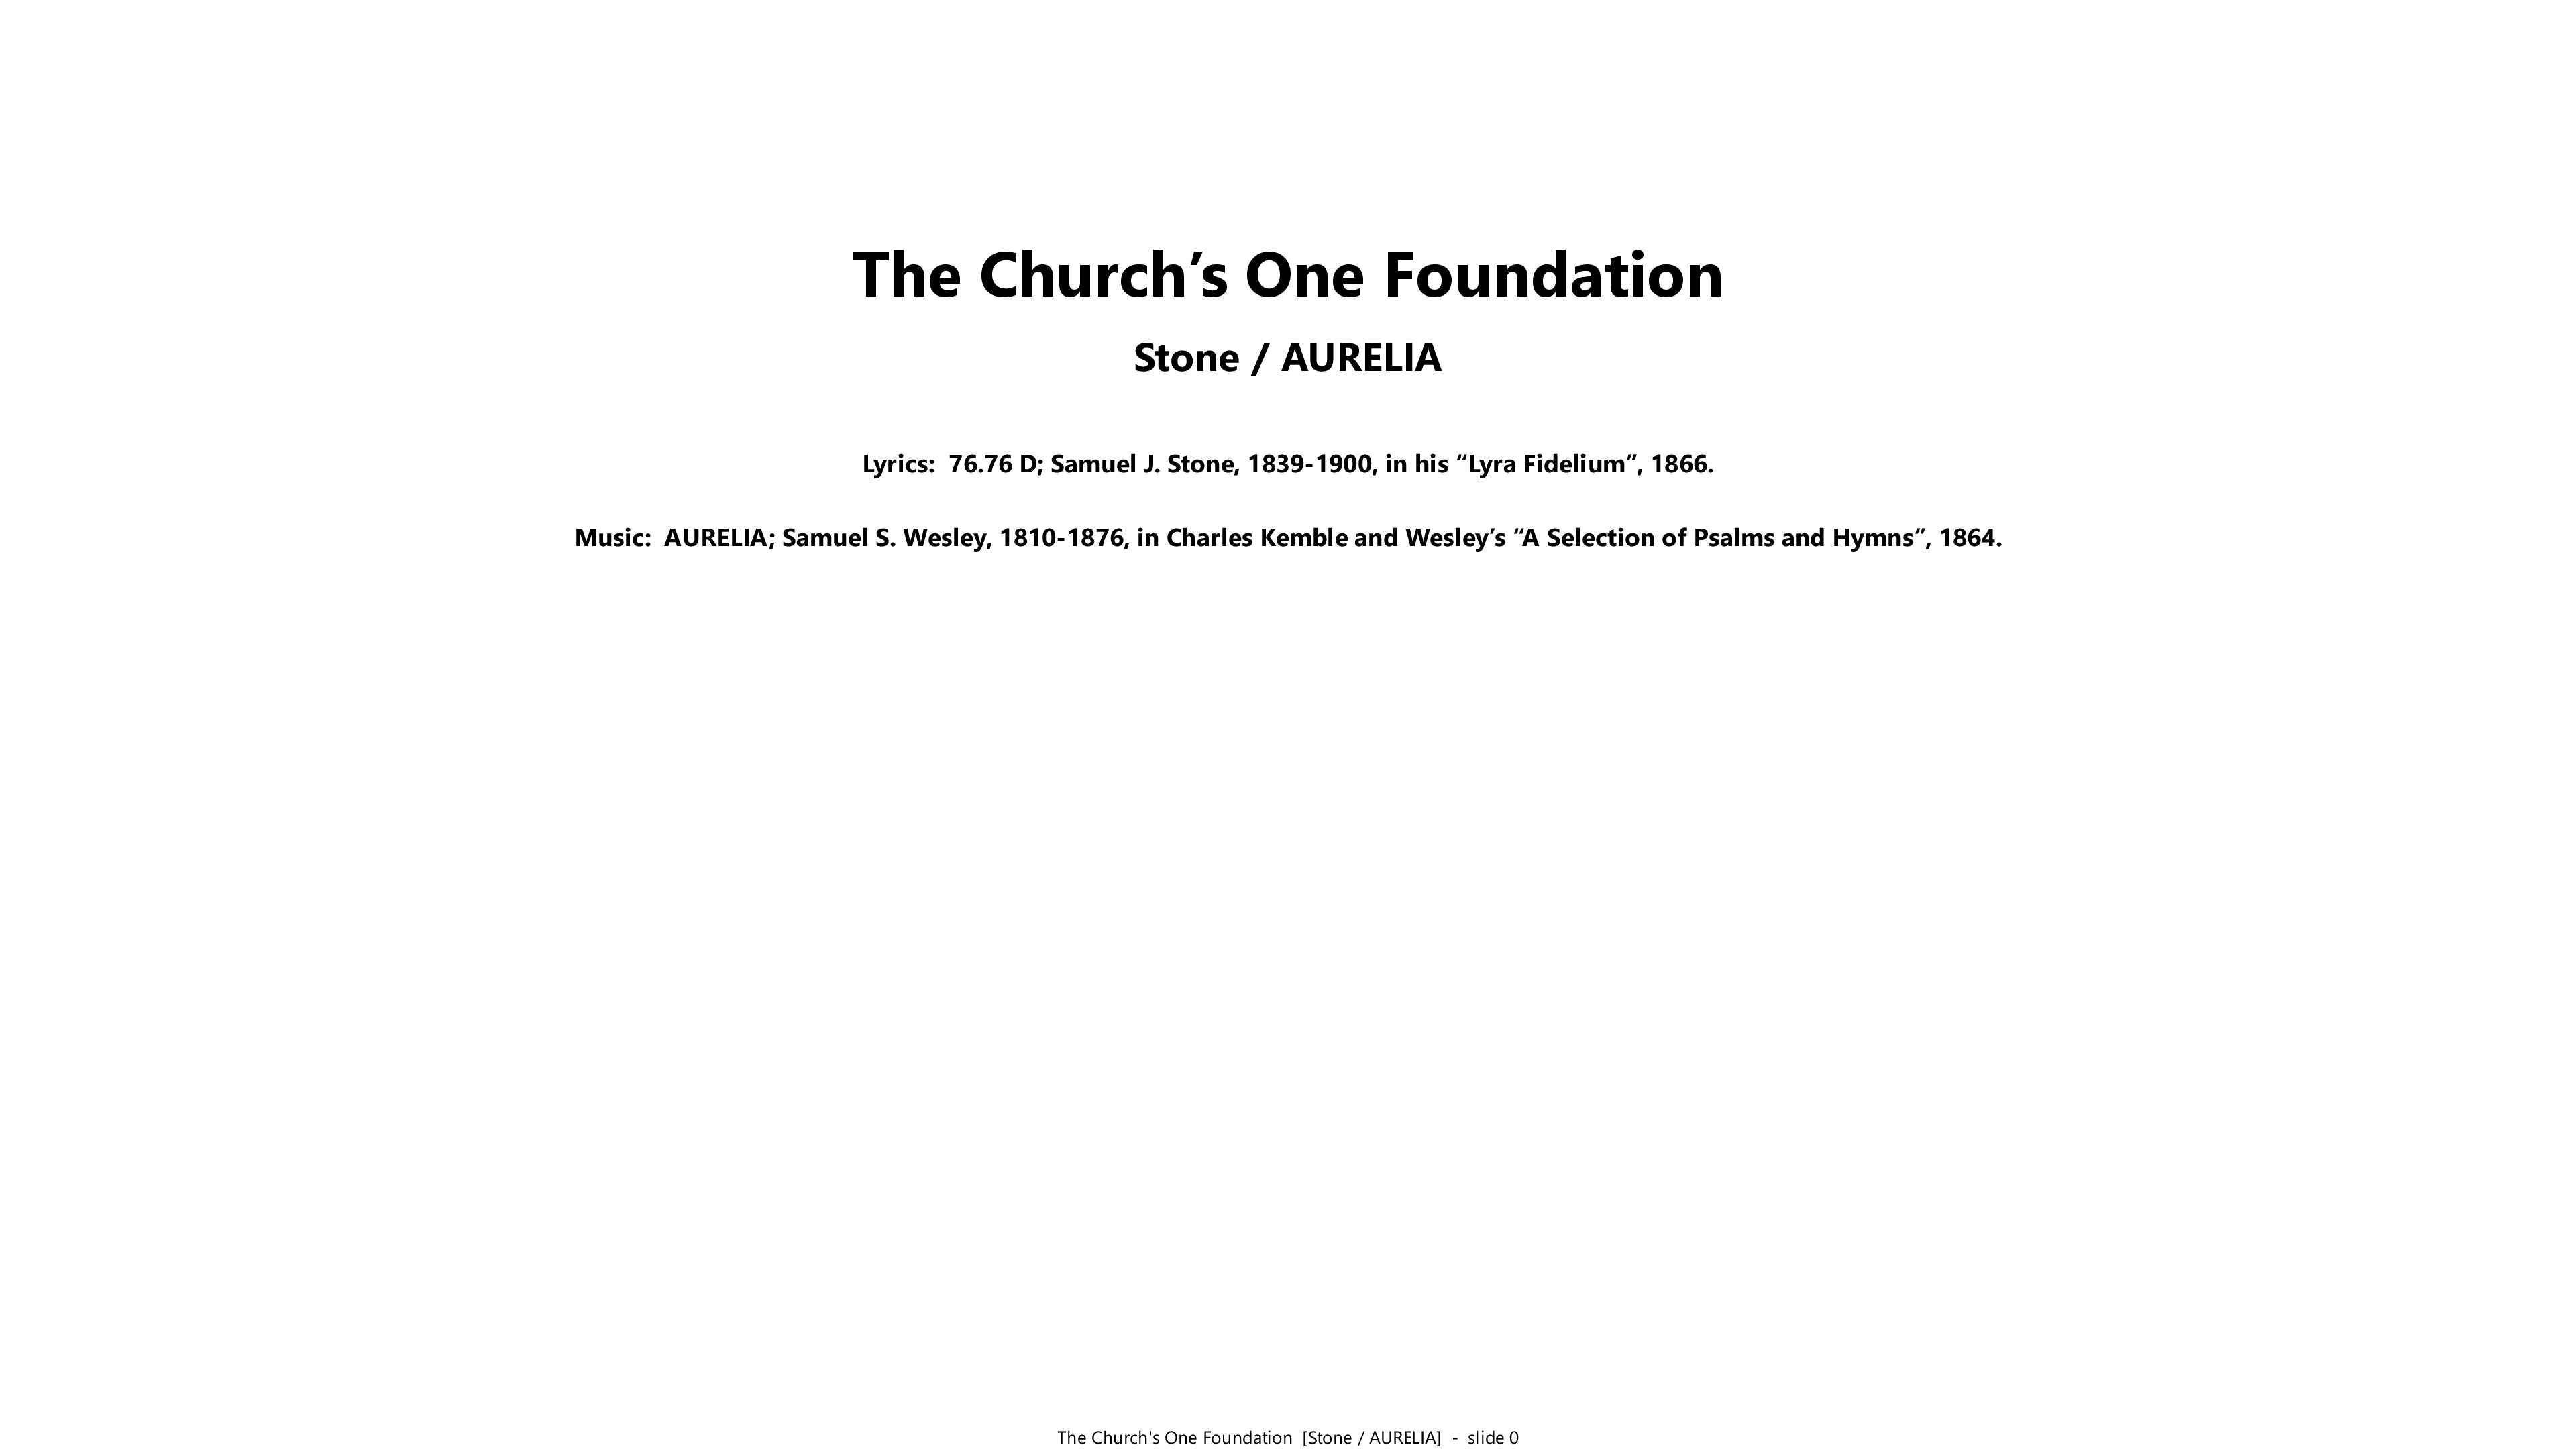 The Church’s One Foundation
Stone / AURELIA
Lyrics:  76.76 D; Samuel J. Stone, 1839-1900, in his “Lyra Fidelium”, 1866.
Music:  AURELIA; Samuel S. Wesley, 1810-1876, in Charles Kemble and Wesley’s “A Selection of Psalms and Hymns”, 1864.
The Church's One Foundation  [Stone / AURELIA]  -  slide 0